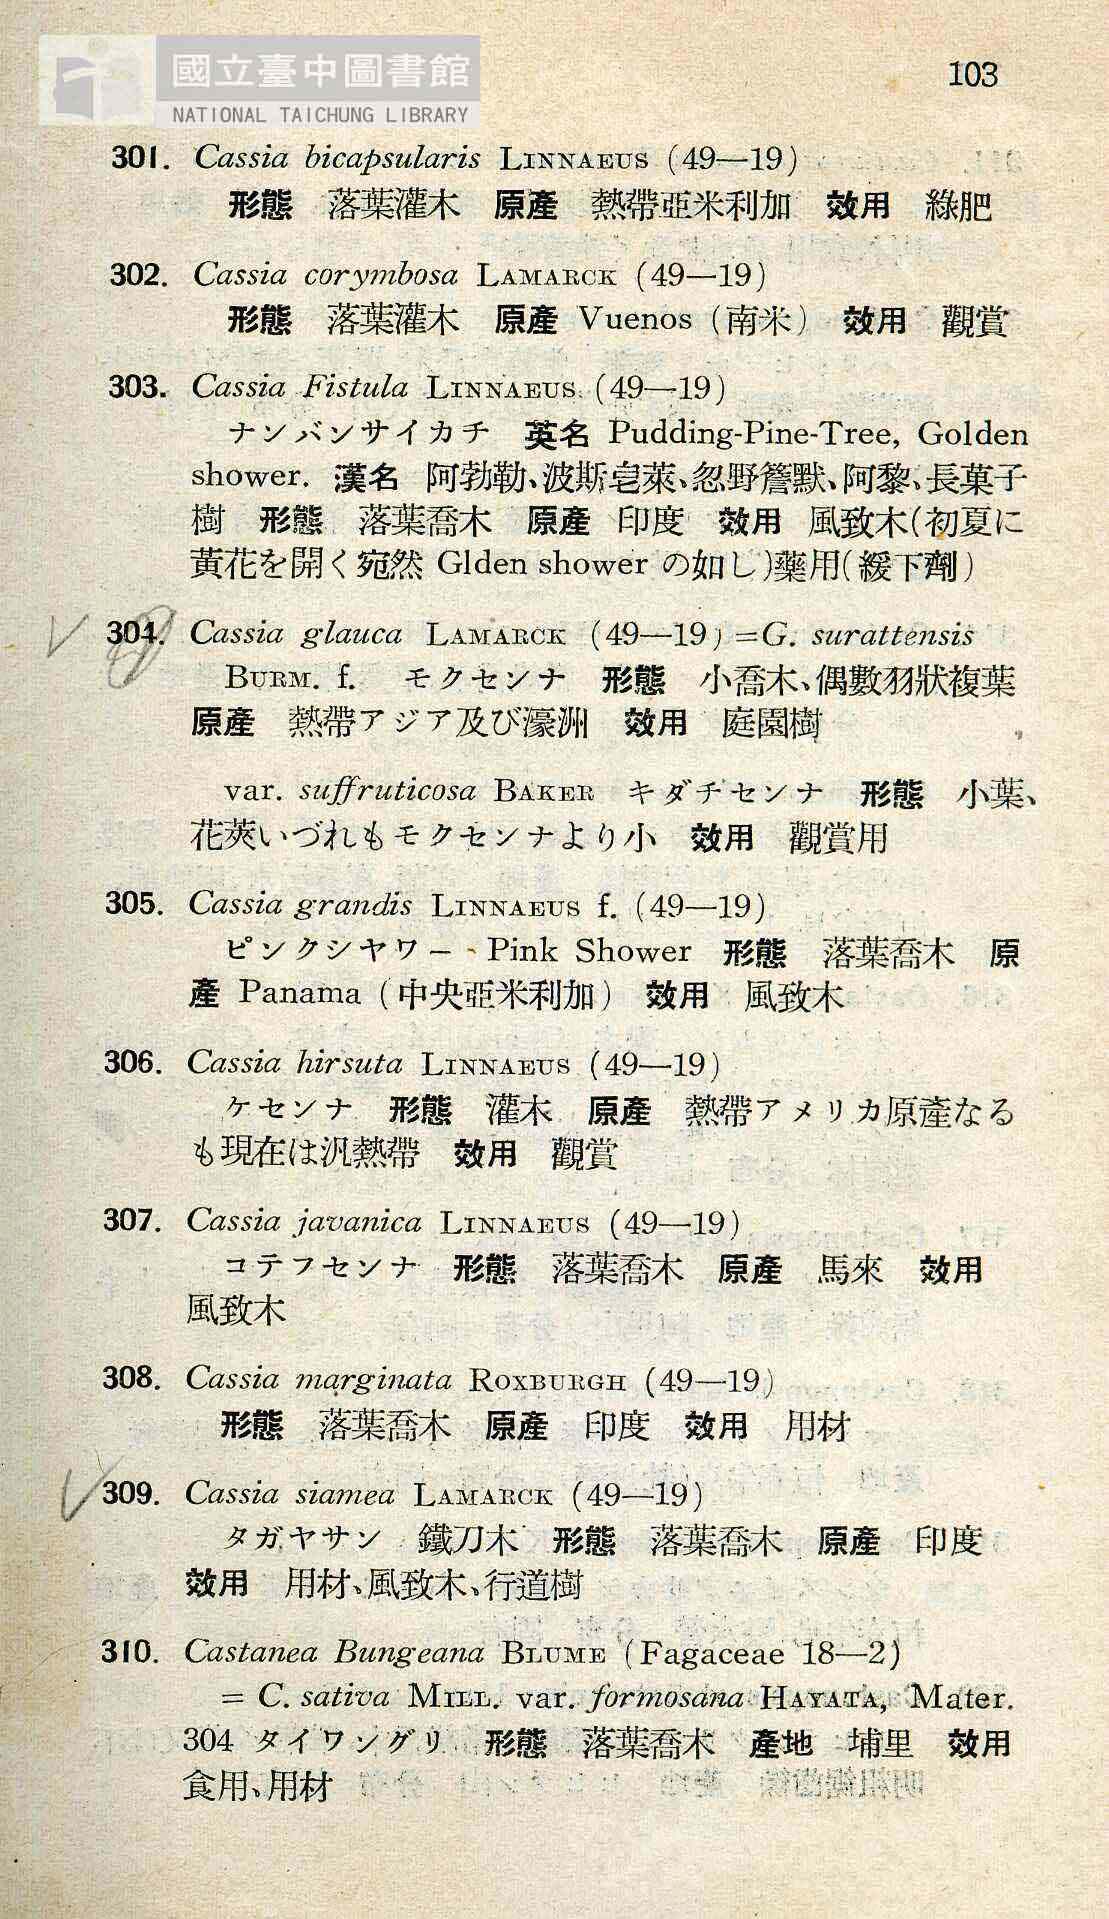 國立臺中圖書館
NATIONAL TAICHUNG LIBRARY
103
301. Cassia bicapsularis LINNAEUS (49—19)
形態 落葉灌木 原產 熱帶亞米利加 效用 綠肥
302. Cassia corymbosa LAMARCK (49—19)
形態 落葉灌木 原產 Vuenos (南米) 效用 觀賞
303. Cassia Fistula LINNAEUS. (49—19)
ナンバンサイカチ 英名 Pudding-Pine-Tree, Golden
shower. 漢名 阿勃勒、波斯皂萊、忽野簷默、阿黎、長菓子
樹 形態 落葉喬木 原產 印度 效用 風致木(初夏に
黃花を開く宛然 Glden shower の如し)藥用(緩下劑)
304. Cassia glauca LAMARCK (49—19) =G. surattensis
BURM. f. モクセンナ 形態 小喬木、偶數羽狀複葉
原產 熱帶アジア及び濠洲 效用 庭園樹
var. suffruticosa BAKER キダチセンナ 形態 小葉、
花莢いづれもモクセンナより小 效用 觀賞用
305. Cassia grandis LINNAEUS f. (49—19)
ピンクシヤワー、Pink Shower 形態 落葉喬木 原
產 Panama (中央亞米利加) 效用 風致木
306. Cassia hirsuta LINNAEUS (49—19)
ケセンナ 形態 灌木 原產 熱帶アメリカ原產なる
も現在は汎熱帶 效用 觀賞
307. Cassia javanica LINNAEUS (49—19)
コテフセンナ 形態 落葉喬木 原產 馬來 效用
風致木
308. Cassia marginata ROXBURGH (49—19)
形態 落葉喬木 原產 印度 效用 用材
309. Cassia siamea LAMARCK (49—19)
タガヤサン 鐵刀木 形態 落葉喬木 原產 印度
效用 用材、風致木、行道樹
310. Castanea Bungeana BLUME (Fagaceae 18—2)
= C. sativa MILL. var. formosana HAYATA, Mater.
304 タイワングリ 形態 落葉喬木 產地 埔里 效用
食用、用材